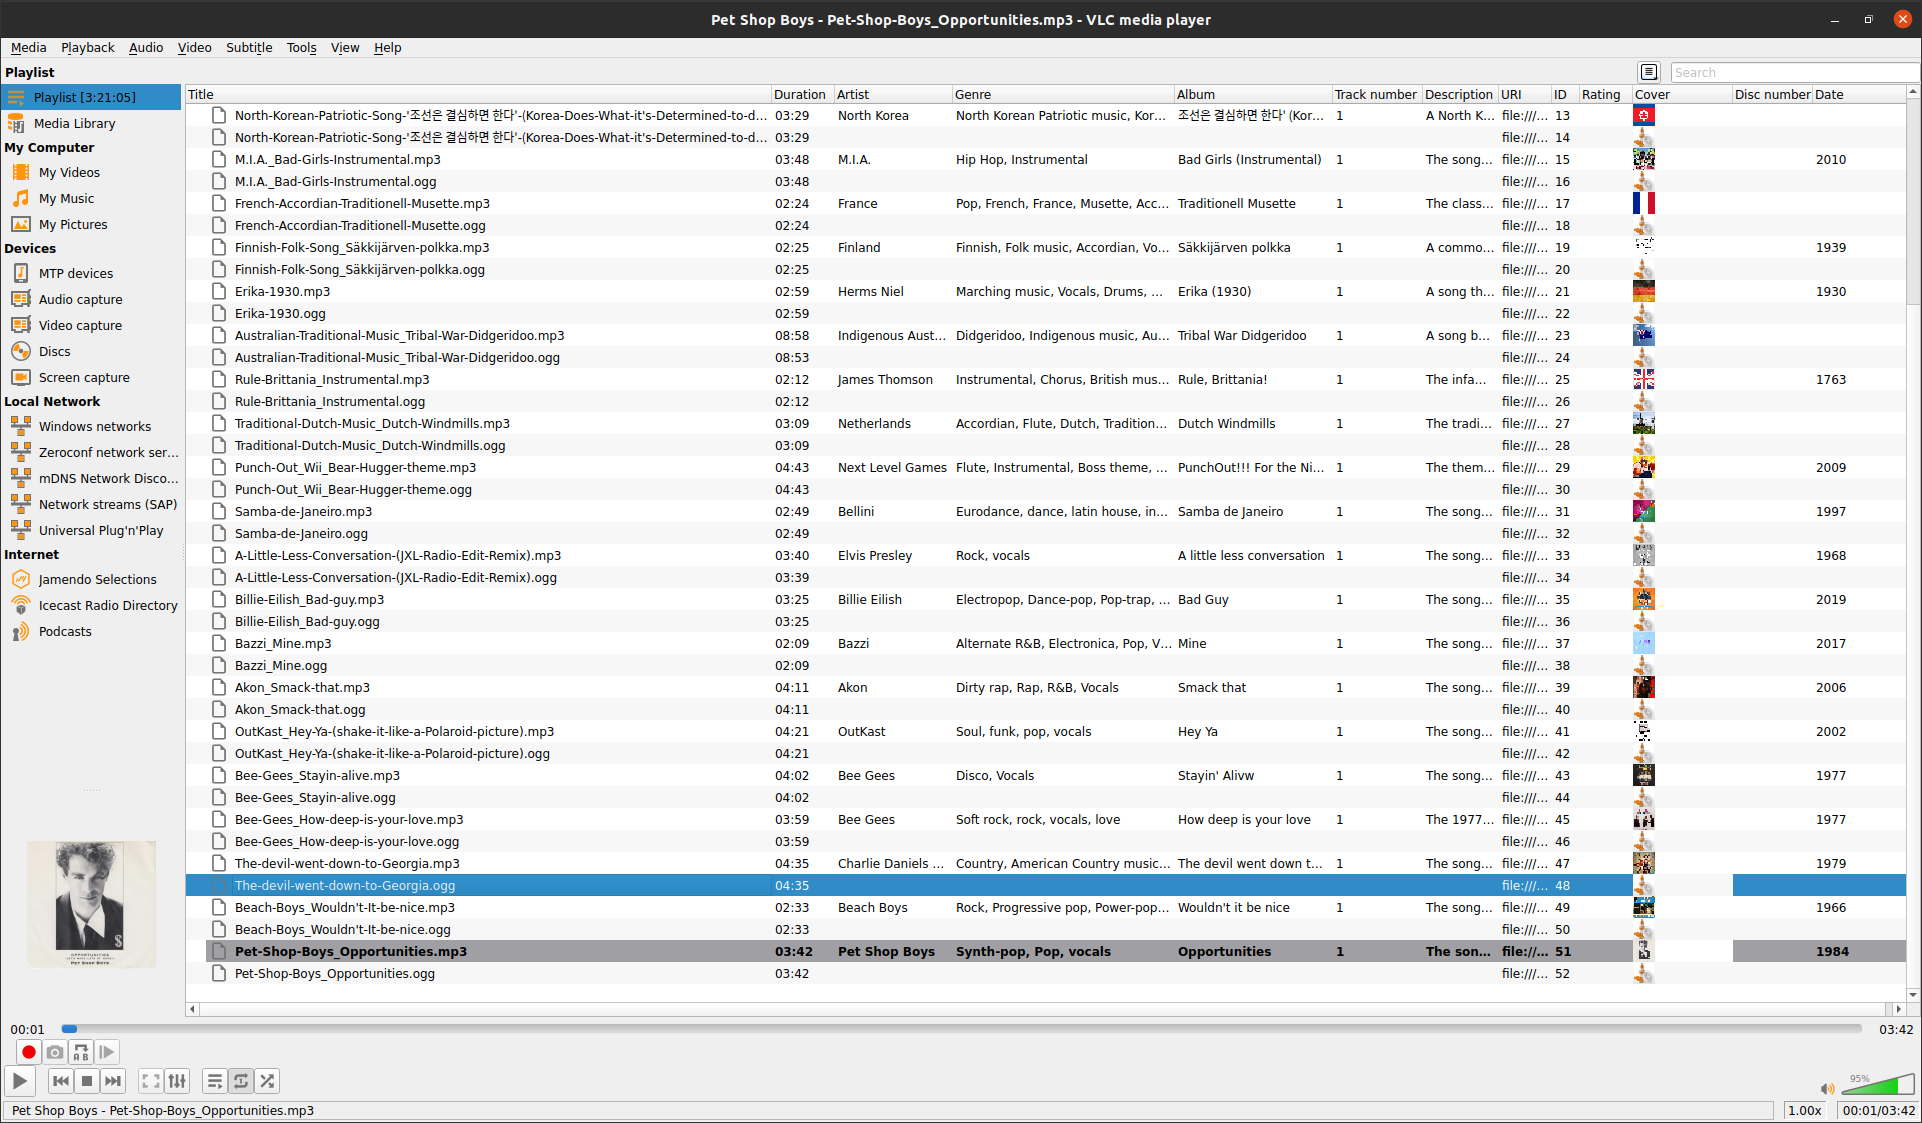 Pet Shop Boys - Pet-Shop-Boys_Opportunities.mp3 - VLC media player
Media Playback Audio Video Subtitle Tools View Help
Playlist
Search
Playlist [3:21:05]
Media Library
My Computer
My Videos
My Music
My Pictures
Devices
MTP devices
Audio capture
Video capture
Discs
Screen capture
Local Network
Windows networks
Zeroconf network ser...
mDNS Network Disco...
Network streams (SAP)
Universal Plug'n'Play
Internet
Jamendo Selections
Icecast Radio Directory
Podcasts
Title Duration Artist Genre Album Track number Description URI ID Rating Cover Disc number Date
North-Korean-Patriotic-Song-'조선은 결심하면 한다'-(Korea-Does-What-it's-Determined-to-d... 03:29 North Korea North Korean Patriotic music, Kor... 조선은 결심하면 한다' (Kor... 1 A North K... file:///... 13
North-Korean-Patriotic-Song-'조선은 결심하면 한다'-(Korea-Does-What-it's-Determined-to-d... 03:29 file:///... 14
M.I.A._Bad-Girls-Instrumental.mp3 03:48 M.I.A. Hip Hop, Instrumental Bad Girls (Instrumental) 1 The song... file:///... 15 2010
M.I.A._Bad-Girls-Instrumental.ogg 03:48 file:///... 16
French-Accordian-Traditionell-Musette.mp3 02:24 France Pop, French, France, Musette, Acc... Traditionell Musette 1 The class... file:///... 17
French-Accordian-Traditionell-Musette.ogg 02:24 file:///... 18
Finnish-Folk-Song_Säkkijärven-polkka.mp3 02:25 Finland Finnish, Folk music, Accordian, Vo... Säkkijärven polkka 1 A commo... file:///... 19 1939
Finnish-Folk-Song_Säkkijärven-polkka.ogg 02:25 file:///... 20
Erika-1930.mp3 02:59 Herms Niel Marching music, Vocals, Drums, ... Erika (1930) 1 A song th... file:///... 21 1930
Erika-1930.ogg 02:59 file:///... 22
Australian-Traditional-Music_Tribal-War-Didgeridoo.mp3 08:58 Indigenous Aust... Didgeridoo, Indigenous music, Au... Tribal War Didgeridoo 1 A song b... file:///... 23
Australian-Traditional-Music_Tribal-War-Didgeridoo.ogg 08:53 file:///... 24
Rule-Brittania_Instrumental.mp3 02:12 James Thomson Instrumental, Chorus, British mus... Rule, Brittania! 1 The infa... file:///... 25 1763
Rule-Brittania_Instrumental.ogg 02:12 file:///... 26
Traditional-Dutch-Music_Dutch-Windmills.mp3 03:09 Netherlands Accordian, Flute, Dutch, Tradition... Dutch Windmills 1 The tradi... file:///... 27
Traditional-Dutch-Music_Dutch-Windmills.ogg 03:09 file:///... 28
Punch-Out_Wii_Bear-Hugger-theme.mp3 04:43 Next Level Games Flute, Instrumental, Boss theme, ... PunchOut!!! For the Ni... 1 The them... file:///... 29 2009
Punch-Out_Wii_Bear-Hugger-theme.ogg 04:43 file:///... 30
Samba-de-Janeiro.mp3 02:49 Bellini Eurodance, dance, latin house, in... Samba de Janeiro 1 The song... file:///... 31 1997
Samba-de-Janeiro.ogg 02:49 file:///... 32
A-Little-Less-Conversation-(JXL-Radio-Edit-Remix).mp3 03:40 Elvis Presley Rock, vocals A little less conversation 1 The song... file:///... 33 1968
A-Little-Less-Conversation-(JXL-Radio-Edit-Remix).ogg 03:39 file:///... 34
Billie-Eilish_Bad-guy.mp3 03:25 Billie Eilish Electropop, Dance-pop, Pop-trap, ... Bad Guy 1 The song... file:///... 35 2019
Billie-Eilish_Bad-guy.ogg 03:25 file:///... 36
Bazzi_Mine.mp3 02:09 Bazzi Alternate R&B, Electronica, Pop, V... Mine 1 The song... file:///... 37 2017
Bazzi_Mine.ogg 02:09 file:///... 38
Akon_Smack-that.mp3 04:11 Akon Dirty rap, Rap, R&B, Vocals Smack that 1 The song... file:///... 39 2006
Akon_Smack-that.ogg 04:11 file:///... 40
OutKast_Hey-Ya-(shake-it-like-a-Polaroid-picture).mp3 04:21 OutKast Soul, funk, pop, vocals Hey Ya 1 The song... file:///... 41 2002
OutKast_Hey-Ya-(shake-it-like-a-Polaroid-picture).ogg 04:21 file:///... 42
Bee-Gees_Stayin-alive.mp3 04:02 Bee Gees Disco, Vocals Stayin' Alivw 1 The song... file:///... 43 1977
Bee-Gees_Stayin-alive.ogg 04:02 file:///... 44
Bee-Gees_How-deep-is-your-love.mp3 03:59 Bee Gees Soft rock, rock, vocals, love How deep is your love 1 The 1977... file:///... 45 1977
Bee-Gees_How-deep-is-your-love.ogg 03:59 file:///... 46
The-devil-went-down-to-Georgia.mp3 04:35 Charlie Daniels ... Country, American Country music... The devil went down t... 1 The song... file:///... 47 1979
The-devil-went-down-to-Georgia.ogg 04:35 file:///... 48
Beach-Boys_Wouldn't-It-be-nice.mp3 02:33 Beach Boys Rock, Progressive pop, Power-pop... Wouldn't it be nice 1 The song... file:///... 49 1966
Beach-Boys_Wouldn't-It-be-nice.ogg 02:33 file:///... 50
Pet-Shop-Boys_Opportunities.mp3 03:42 Pet Shop Boys Synth-pop, Pop, vocals Opportunities 1 The son... file://... 51 1984
Pet-Shop-Boys_Opportunities.ogg 03:42 file:///... 52
$
OPPORTUNITIES
PET SHOP BOYS
00:01 03:42
A B
95%
Pet Shop Boys - Pet-Shop-Boys_Opportunities.mp3 1.00x 00:01/03:42